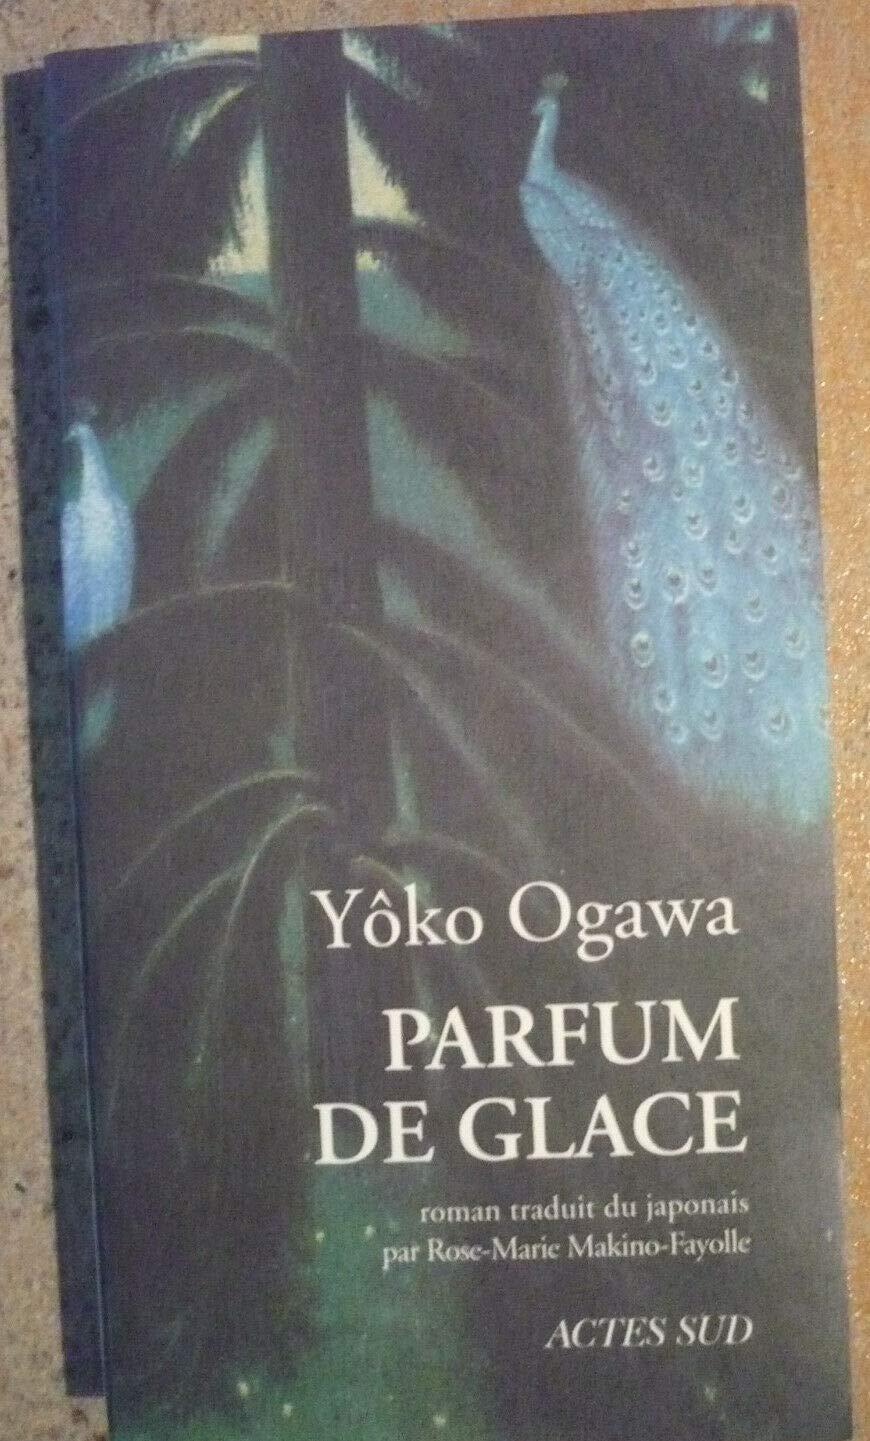 Yôko Ogawa
PARFUM
DE GLACE
roman traduit du japonais
par Rose-Marie Makino-Fayolle
ACTES SUD